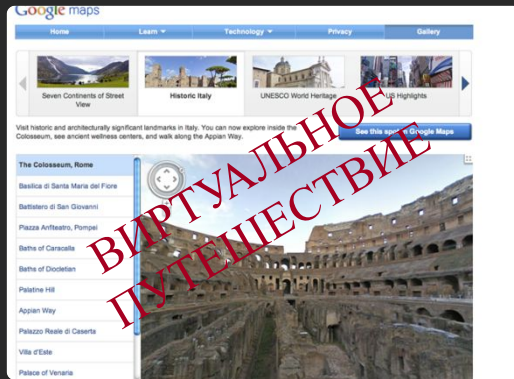 Google maps
Home Learn Technology Privacy Gallery
Seven Continents of Street View
Historic Italy
UNESCO World Heritage
US Highlights
Visit historic and architecturally significant landmarks in Italy. You can now explore inside the
Colosseum, see ancient wellness centers, and walk along the Appian Way.
See this spot in Google Maps
The Colosseum, Rome
Basilica di Santa Maria del Fiore
Battistero di San Giovanni
Piazza Anfiteatro, Pompei
Baths of Caracalla
Baths of Diocletian
Palatine Hill
Appian Way
Palazzo Reale di Caserta
Villa d'Este
Palace of Venaria
ВИРТУАЛЬНОЕ
ПУТЕШЕСТВИЕ